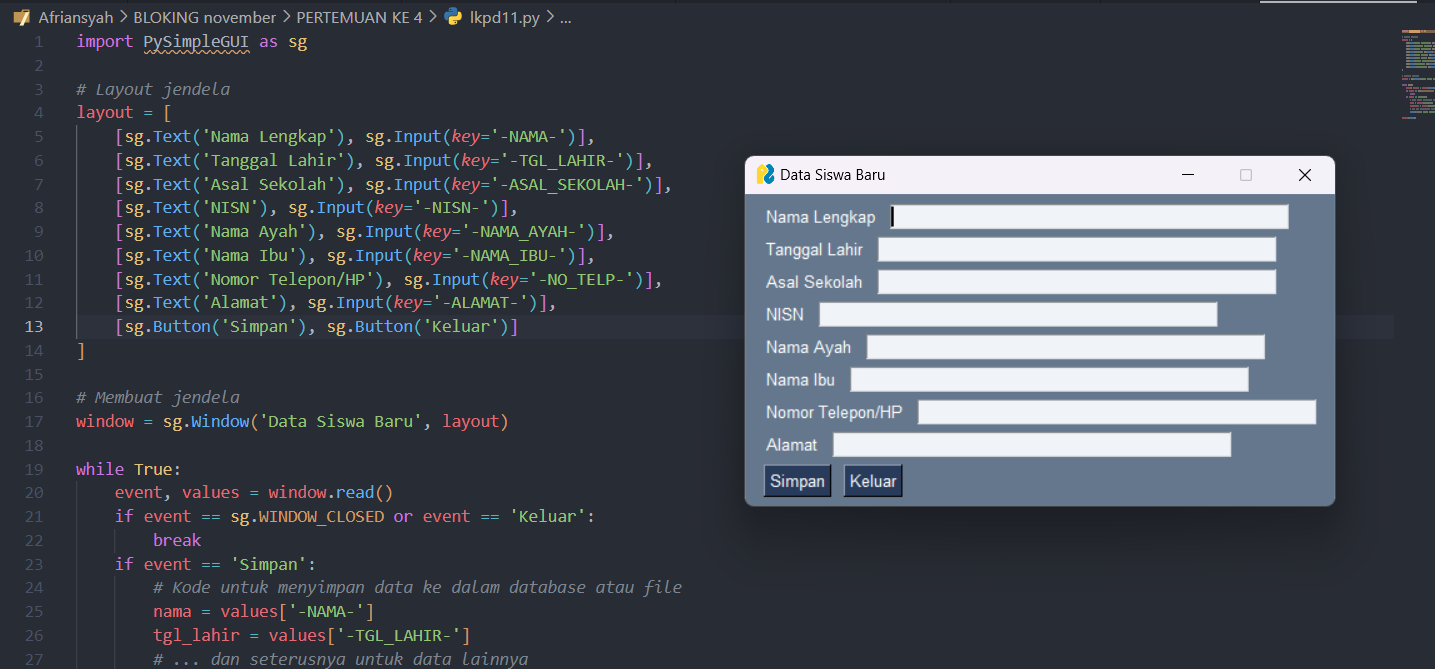 Afriansyah > BLOKING november > PERTEMUAN KE 4 > lkpd11.py > ...
1 import PySimpleGUI as sg
2
3 # Layout jendela
4 layout = [
5     [sg.Text('Nama Lengkap'), sg.Input(key='-NAMA-')],
6     [sg.Text('Tanggal Lahir'), sg.Input(key='-TGL_LAHIR-')],
7     [sg.Text('Asal Sekolah'), sg.Input(key='-ASAL_SEKOLAH-')],
8     [sg.Text('NISN'), sg.Input(key='-NISN-')],
9     [sg.Text('Nama Ayah'), sg.Input(key='-NAMA_AYAH-')],
10     [sg.Text('Nama Ibu'), sg.Input(key='-NAMA_IBU-')],
11     [sg.Text('Nomor Telepon/HP'), sg.Input(key='-NO_TELP-')],
12     [sg.Text('Alamat'), sg.Input(key='-ALAMAT-')],
13     [sg.Button('Simpan'), sg.Button('Keluar')]
14 ]
15
16 # Membuat jendela
17 window = sg.Window('Data Siswa Baru', layout)
18
19 while True:
20     event, values = window.read()
21     if event == sg.WINDOW_CLOSED or event == 'Keluar':
22         break
23     if event == 'Simpan':
24         # Kode untuk menyimpan data ke dalam database atau file
25         nama = values['-NAMA-']
26         tgl_lahir = values['-TGL_LAHIR-']
27         # ... dan seterusnya untuk data lainnya
Data Siswa Baru
Nama Lengkap
Tanggal Lahir
Asal Sekolah
NISN
Nama Ayah
Nama Ibu
Nomor Telepon/HP
Alamat
Simpan Keluar